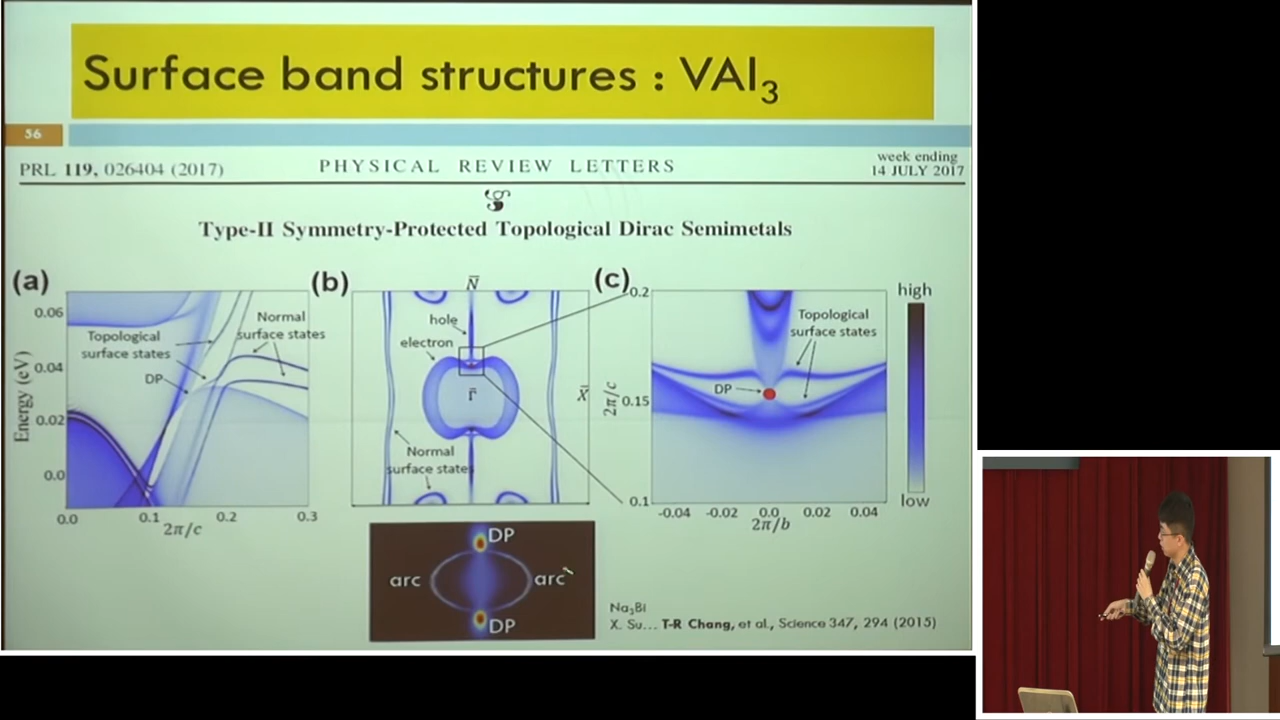 Surface band structures : VAl3
56
PRL 119, 026404 (2017)
PHYSICAL REVIEW LETTERS
week ending
14 JULY 2017
Type-II Symmetry-Protected Topological Dirac Semimetals
(a)
Energy (eV)
0.06
0.04
0.02
0.0
Topological
surface states
Normal
surface states
DP
0.0
0.1
0.2
0.3
2π/c
(b)
N̅
hole
electron
Γ̅
X̅
Normal
surface states
(c)
2π/c
0.2
0.15
0.1
Topological
surface states
DP
-0.04
-0.02
0.0
0.02
0.04
2π/b
high
low
DP
arc
arc
DP
Na3Bi
X. Su... T-R Chang, et al., Science 347, 294 (2015)